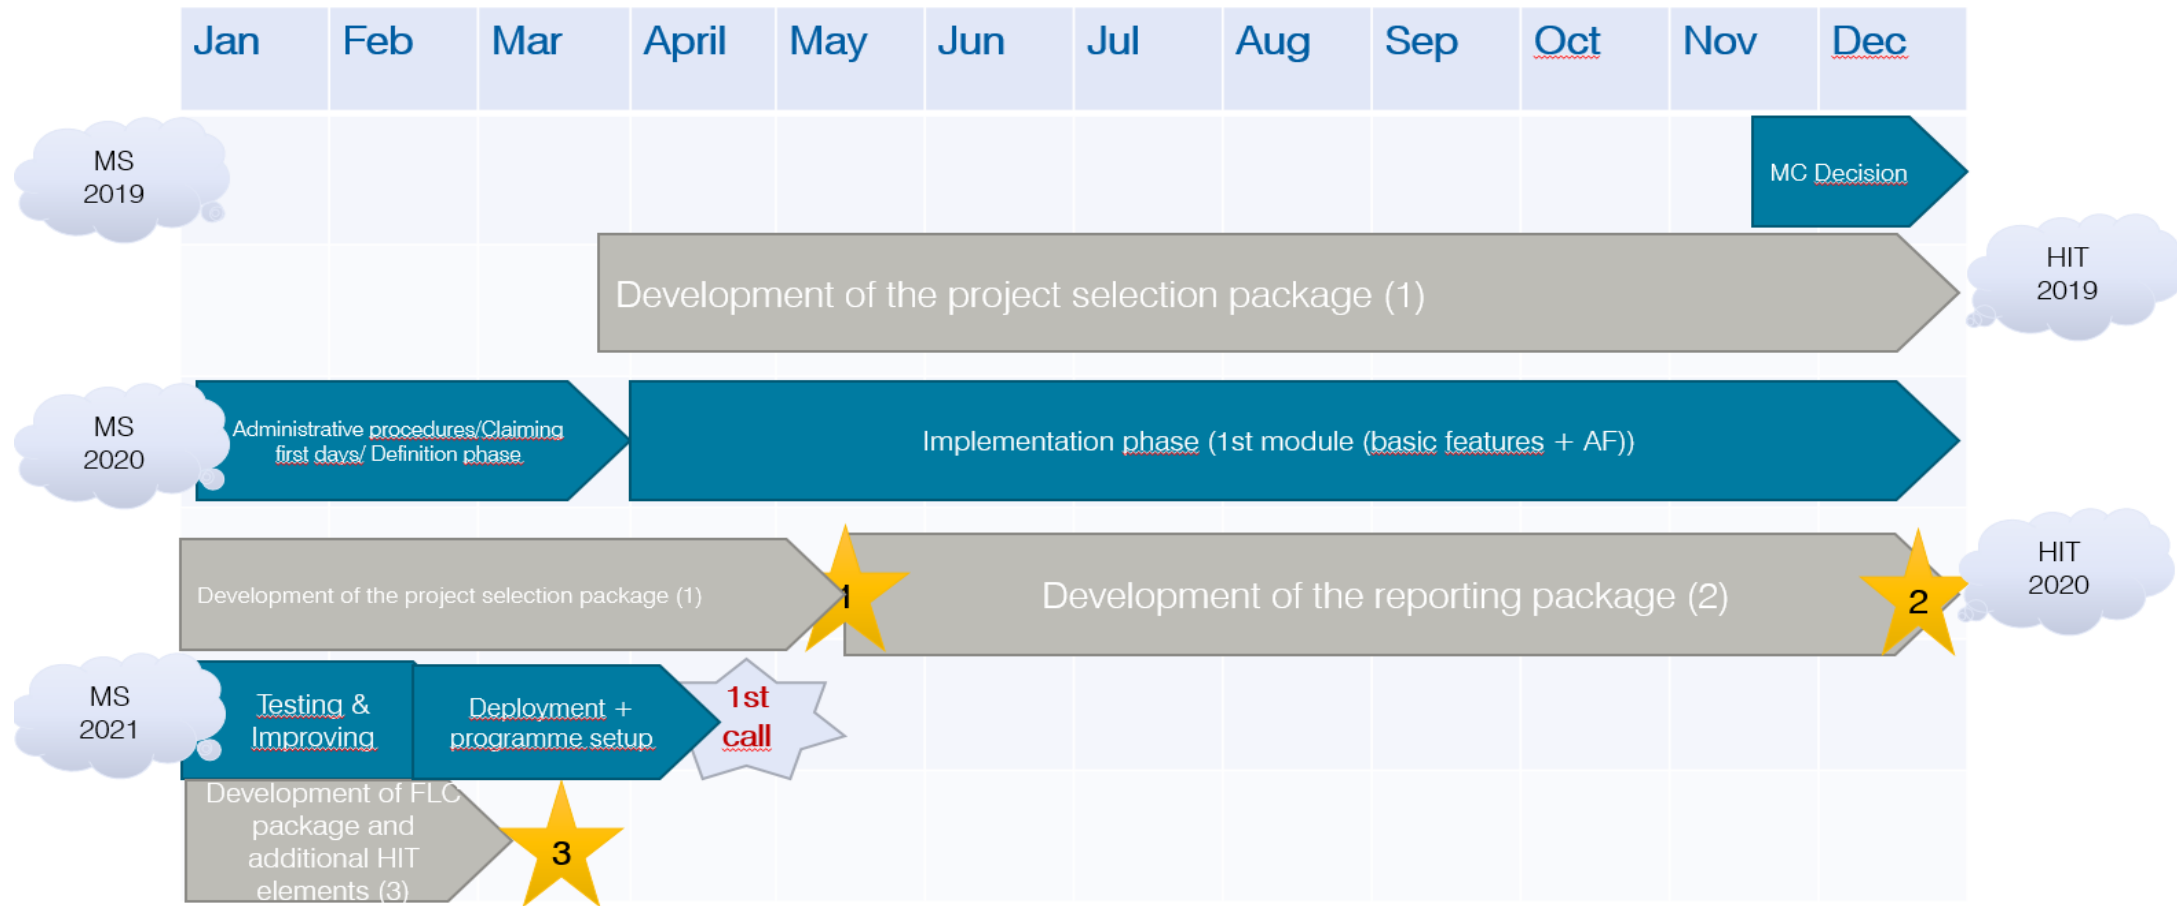 Jan Feb Mar April May Jun Jul Aug Sep Oct Nov Dec
MS
2019
MC Decision
Development of the project selection package (1)
HIT
2019
MS
2020
Administrative procedures/Claiming
first days/ Definition phase
Implementation phase (1st module (basic features + AF))
Development of the project selection package (1)
1
Development of the reporting package (2)
2
HIT
2020
MS
2021
Testing &
Improving
Deployment +
programme setup
1st
call
Development of FLC
package and
additional HIT
elements (3)
3